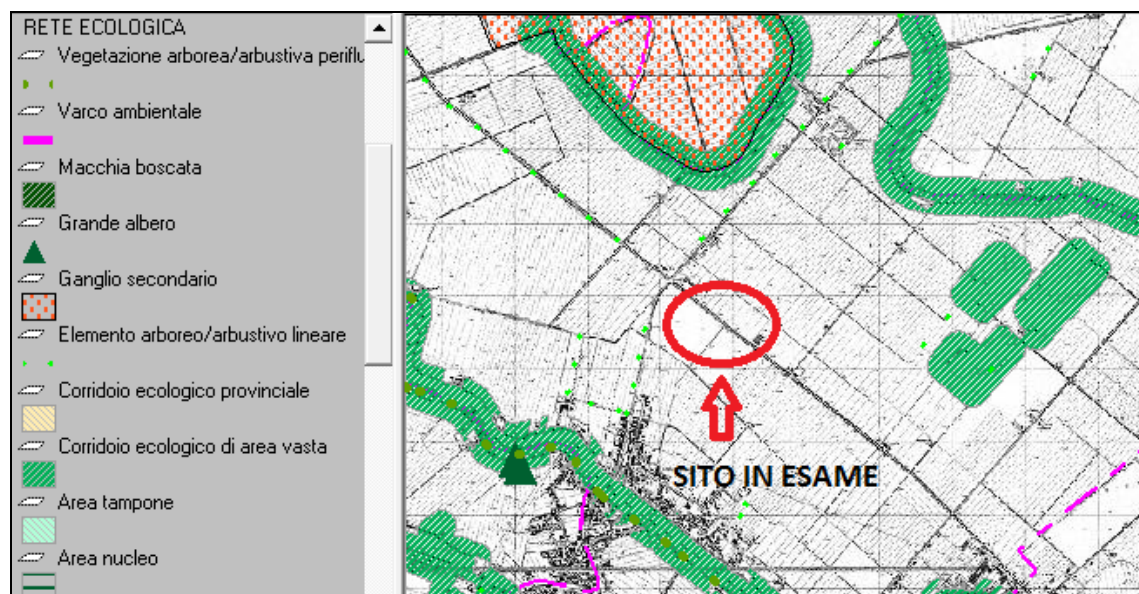 RETE ECOLOGICA
Vegetazione arborea/arbustiva periflu
Varco ambientale
Macchia boscata
Grande albero
Ganglio secondario
Elemento arboreo/arbustivo lineare
Corridoio ecologico provinciale
Corridoio ecologico di area vasta
Area tampone
Area nucleo
SITO IN ESAME